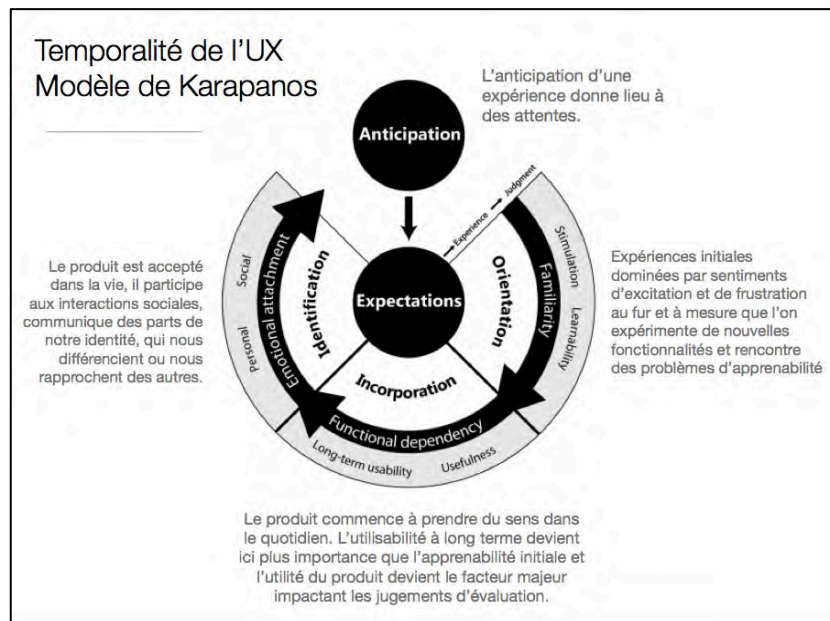 Temporalité de l'UX
Modèle de Karapanos
L'anticipation d'une
expérience donne lieu à
des attentes.
Anticipation
Experience
Judgment
Expectations
Orientation
Familiarity
Stimulation
Learnability
Expériences initiales
dominées par sentiments
d'excitation et de frustration
au fur et à mesure que l'on
expérimente de nouvelles
fonctionnalités et rencontre
des problèmes d'apprenabilité
Incorporation
Functional dependency
Long-term usability
Usefulness
Le produit commence à prendre du sens dans
le quotidien. L'utilisabilité à long terme devient
ici plus importance que l'apprenabilité initiale et
l'utilité du produit devient le facteur majeur
impactant les jugements d'évaluation.
Identification
Emotional attachment
Social
Personal
Le produit est accepté
dans la vie, il participe
aux interactions sociales,
communique des parts de
notre identité, qui nous
différencient ou nous
rapprochent des autres.